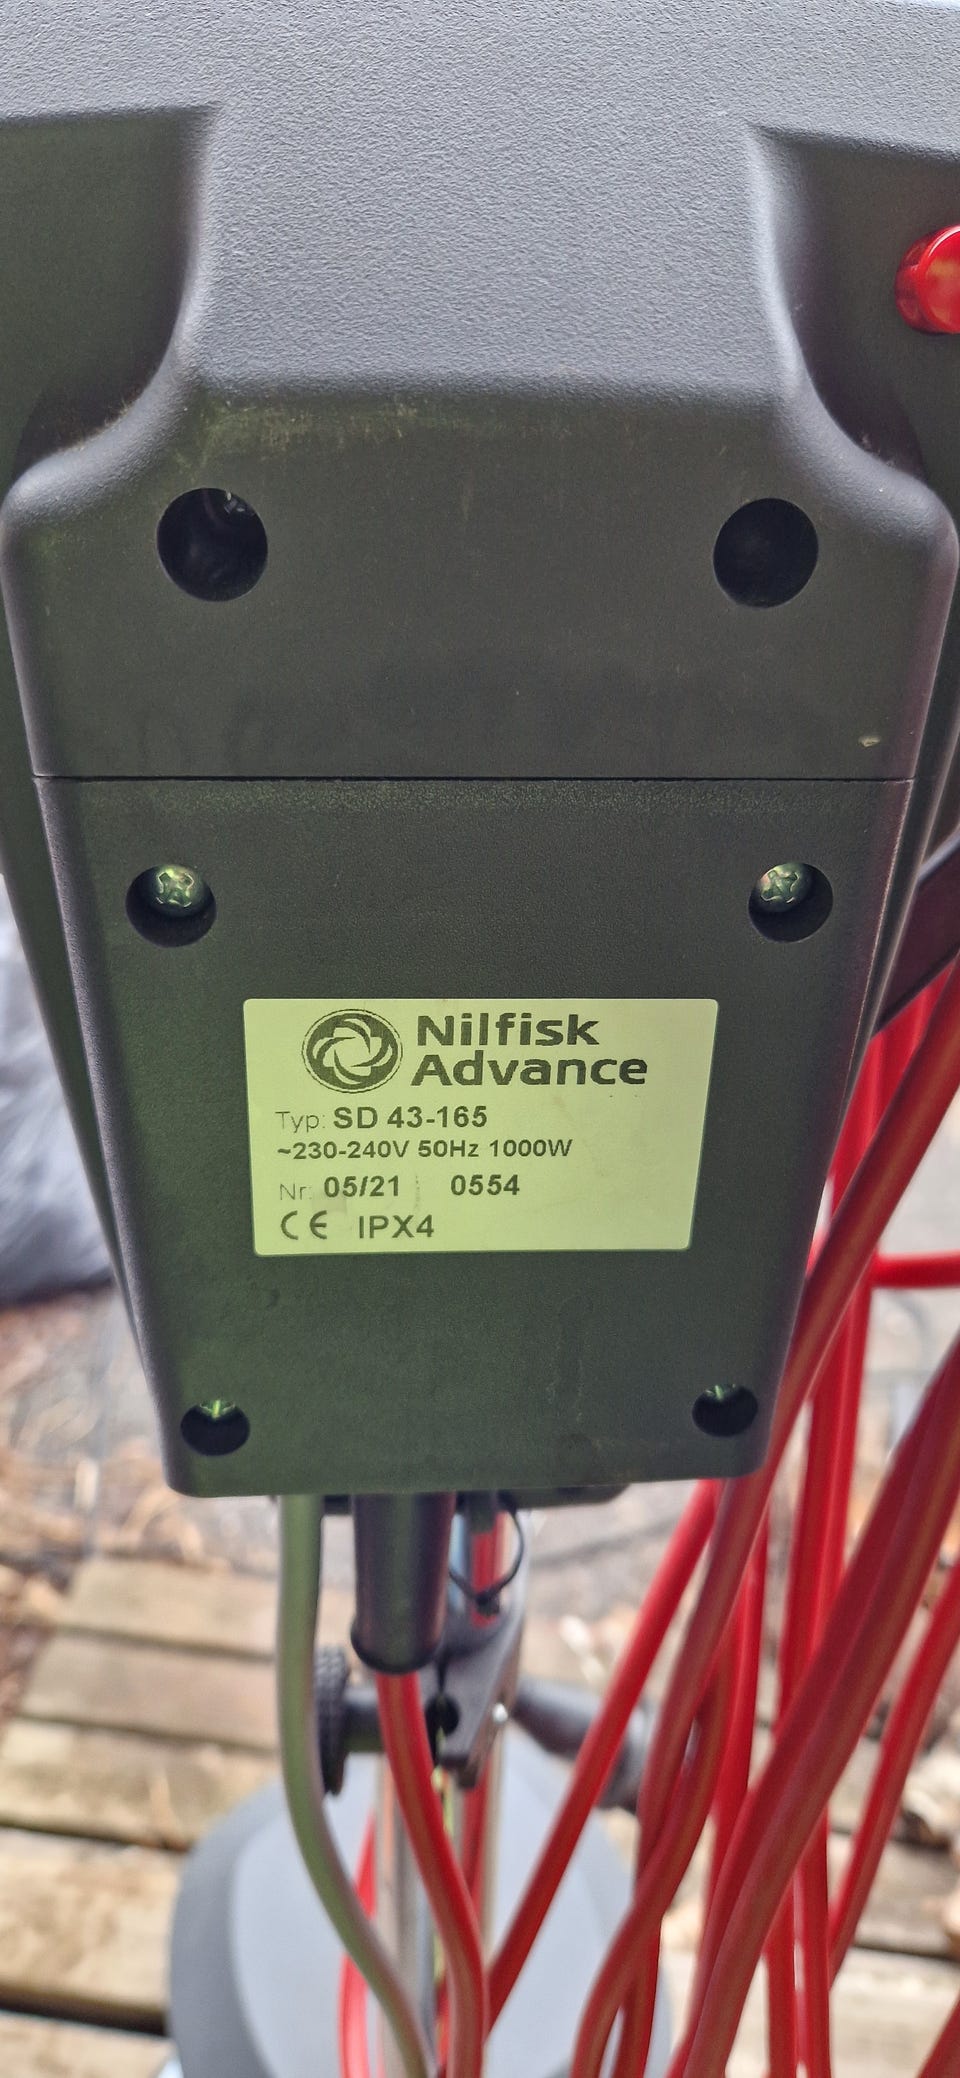 Nilfisk
Advance
Typ: SD 43-165
~230-240V 50Hz 1000W
Nr: 05/21 0554
CE IPX4